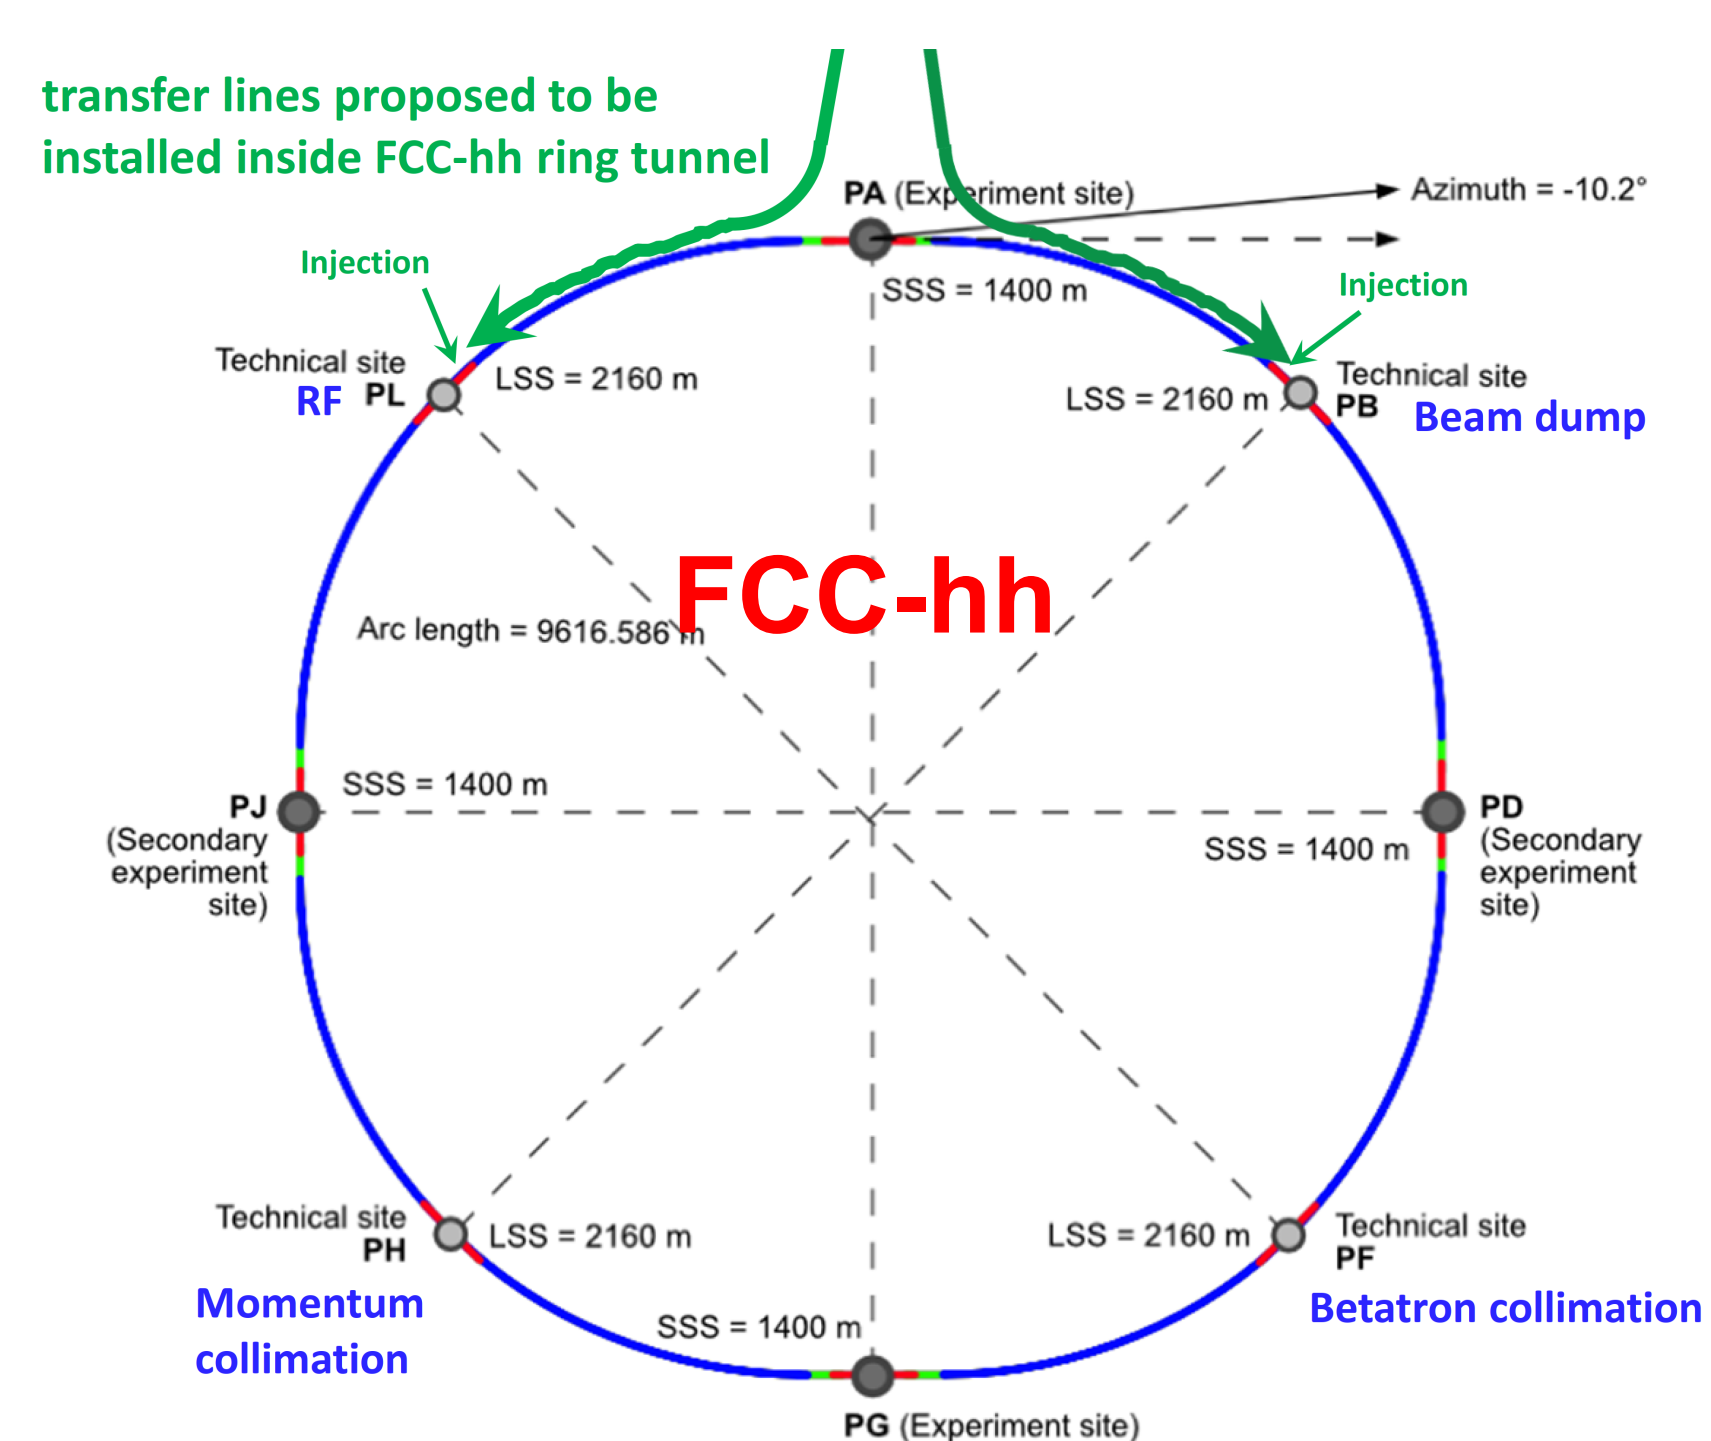 transfer lines proposed to be
installed inside FCC-hh ring tunnel
PA (Experiment site)
Azimuth = -10.2°
Injection
SSS = 1400 m
Injection
Technical site
RF PL
LSS = 2160 m
LSS = 2160 m
Technical site
PB
Beam dump
FCC-hh
Arc length = 9616.586 m
SSS = 1400 m
PJ
(Secondary
experiment
site)
PD
(Secondary
experiment
site)
SSS = 1400 m
Technical site
PH
LSS = 2160 m
LSS = 2160 m
Technical site
PF
Momentum
collimation
Betatron collimation
SSS = 1400 m
PG (Experiment site)